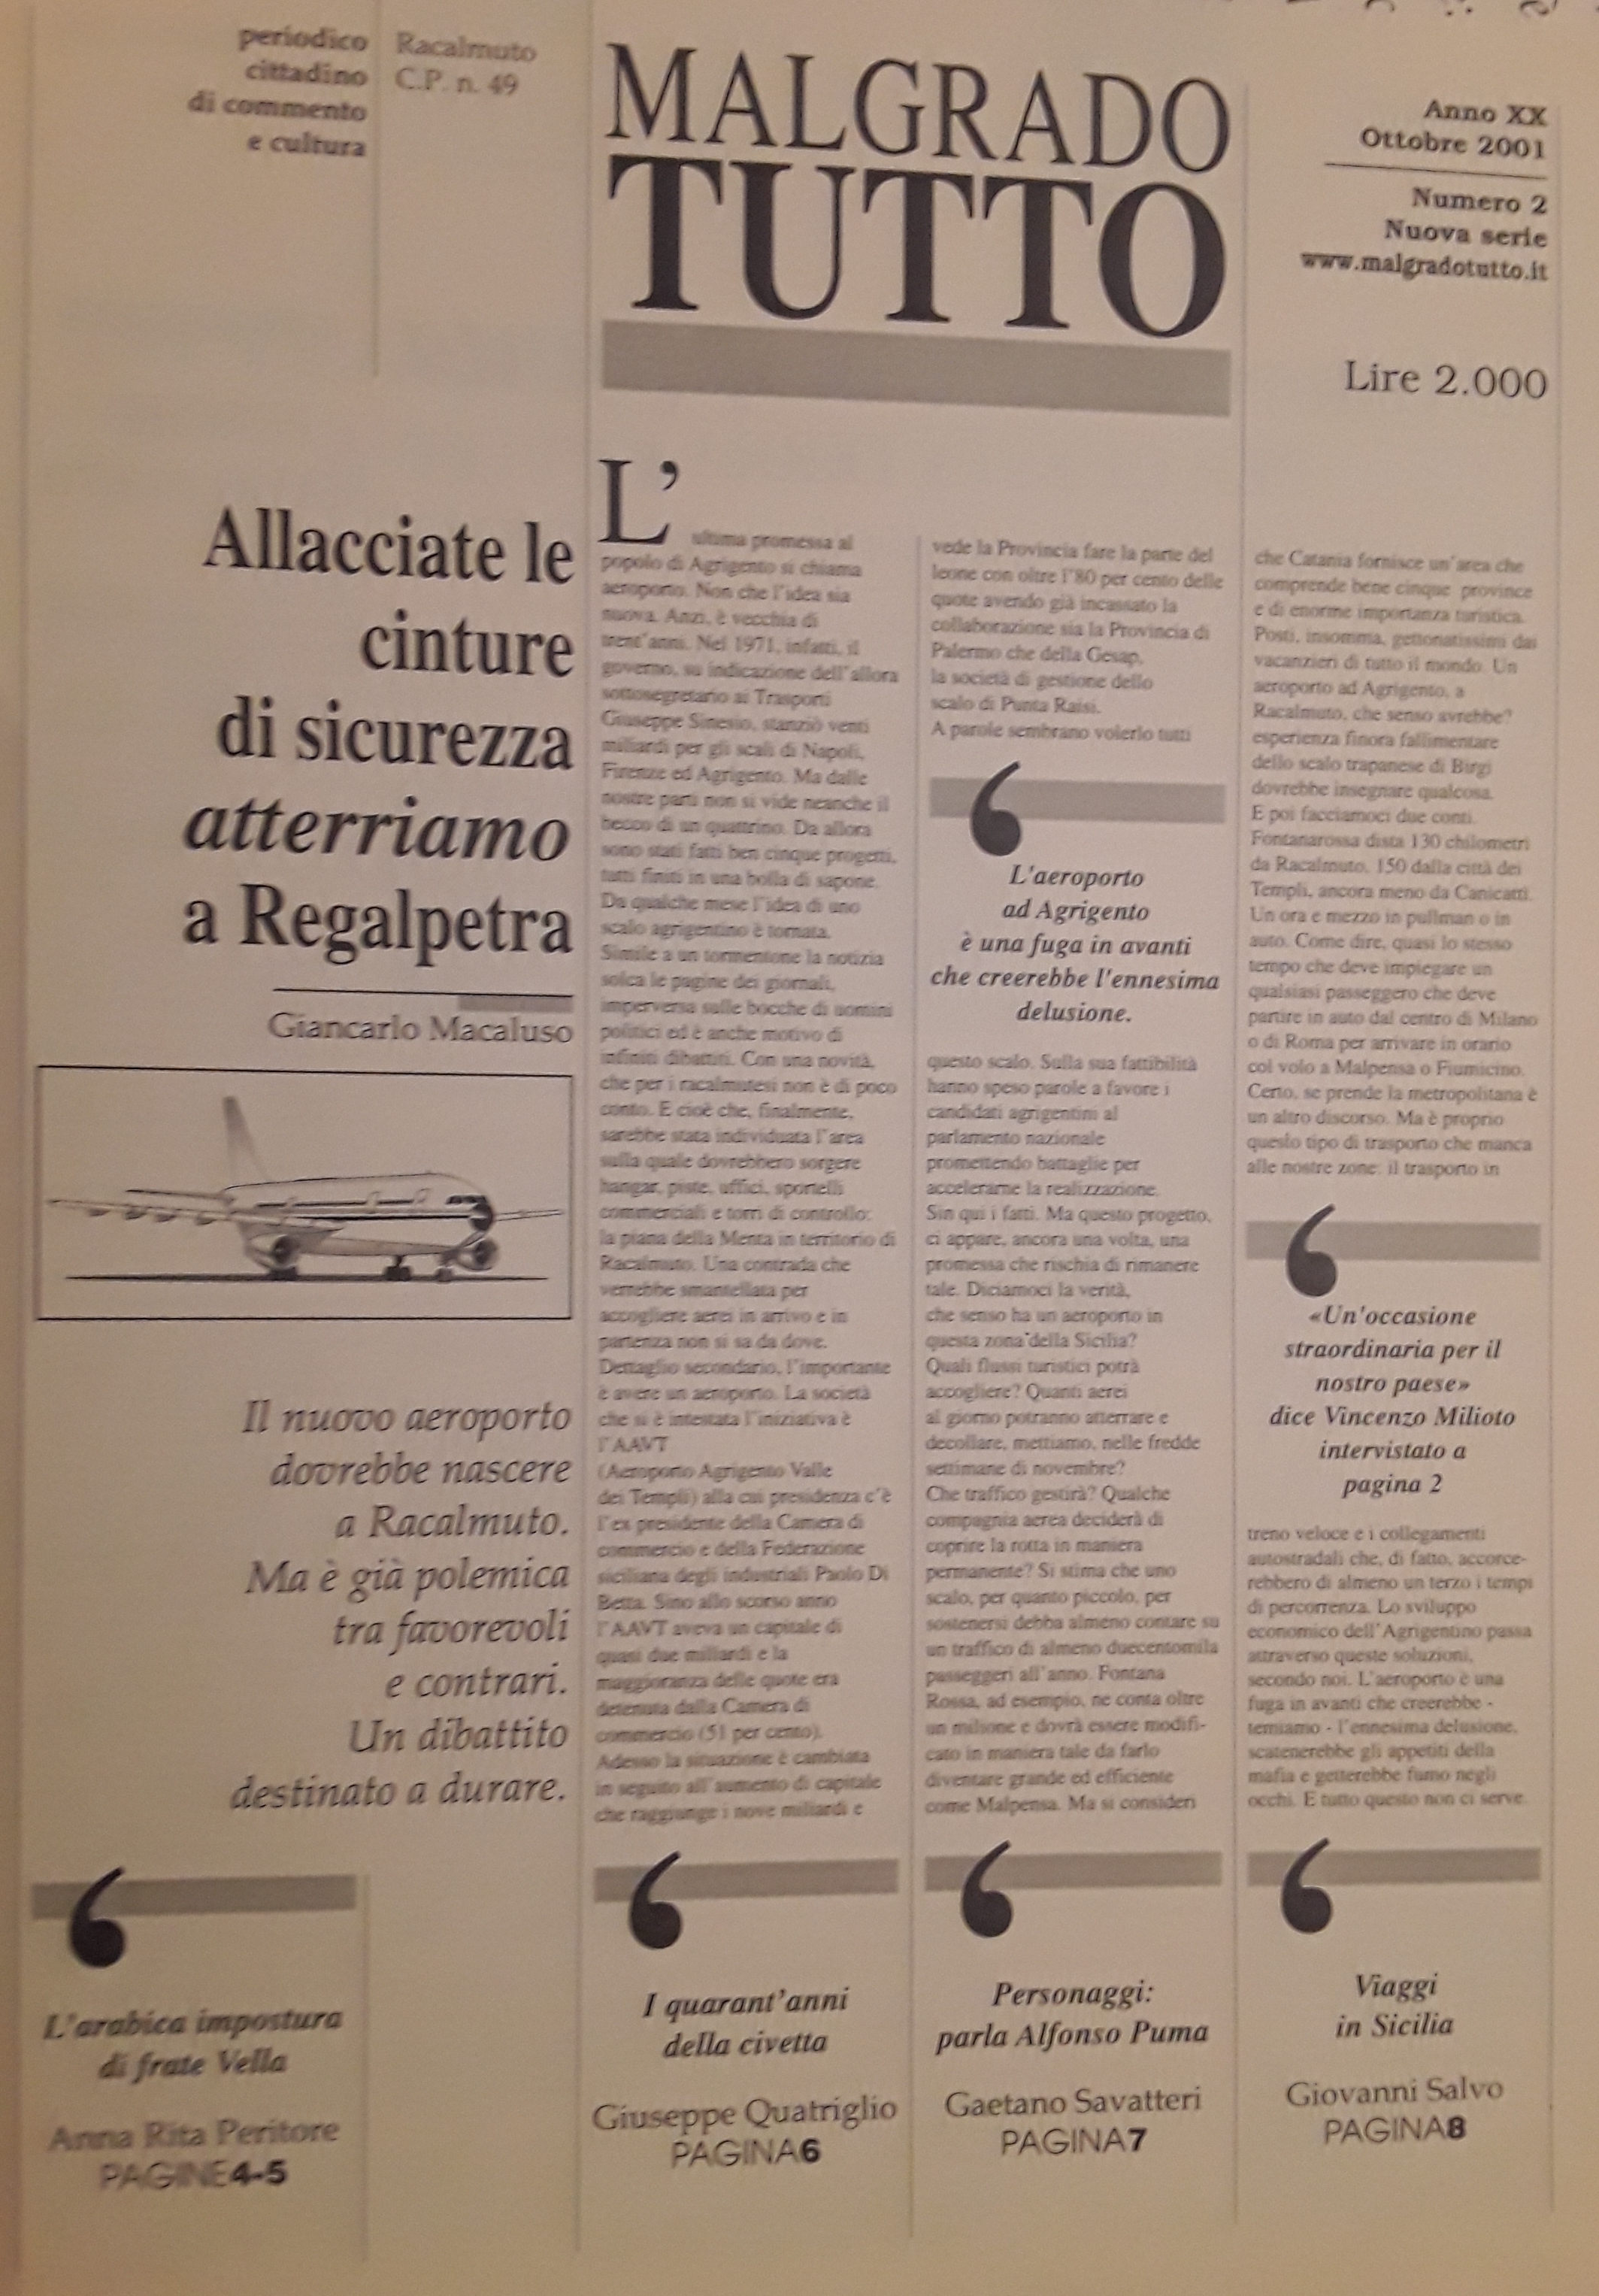 periodico
cittadino
di commento
e cultura
Racalmuto
C.P. n. 49
MALGRADO
TUTTO
Anno XX
Ottobre 2001
Numero 2
Nuova serie
www.malgradotutto.it
Lire 2.000
Allacciate le
cinture
di sicurezza
atterriamo
a Regalpetra
Giancarlo Macaluso
Il nuovo aeroporto
dovrebbe nascere
a Racalmuto.
Ma è già polemica
tra favorevoli
e contrari.
Un dibattito
destinato a durare.
L'
ultima promessa al
popolo di Agrigento si chiama
aeroporto. Non che l'idea sia
nuova. Anzi, è vecchia di
trent'anni. Nel 1971, infatti, il
governo, su indicazione dell'allora
sottosegretario ai Trasporti
Giuseppe Sinesio, stanziò venti
miliardi per gli scali di Napoli,
Firenze ed Agrigento. Ma dalle
nostre parti non si vide neanche il
becco di un quattrino. Da allora
sono stati fatti ben cinque progetti,
tutti finiti in una bolla di sapone.
Da qualche mese l'idea di uno
scalo agrigentino è tornata.
Simile a un tormentone la notizia
solca le pagine dei giornali,
imperversa sulle bocche di uomini
politici ed è anche motivo di
infiniti dibattiti. Con una novità,
che per i racalmutesi non è di poco
conto. E cioè che, finalmente,
sarebbe stata individuata l'area
sulla quale dovrebbero sorgere
hangar, piste, uffici, sportelli
commerciali e torri di controllo:
la piana della Menta in territorio di
Racalmuto. Una contrada che
verrebbe smantellata per
accogliere aerei in arrivo e in
partenza non si sa da dove.
Dettaglio secondario, l'importante
è avere un aeroporto. La società
che si è intestata l'iniziativa è
l'AAVT
(Aeroporto Agrigento Valle
dei Templi) alla cui presidenza c'è
l'ex presidente della Camera di
commercio e della Federazione
siciliana degli industriali Paolo Di
Betta. Sino allo scorso anno
l'AAVT aveva un capitale di
quasi due miliardi e la
maggioranza delle quote era
detenuta dalla Camera di
commercio (51 per cento).
Adesso la situazione è cambiata
in seguito all'aumento di capitale
che raggiunge i nove miliardi e
vede la Provincia fare la parte del
leone con oltre l'80 per cento delle
quote avendo già incassato la
collaborazione sia la Provincia di
Palermo che della Gesap,
la società di gestione dello
scalo di Punta Raisi.
A parole sembrano volerlo tutti
‘
L'aeroporto
ad Agrigento
è una fuga in avanti
che creerebbe l'ennesima
delusione.
questo scalo. Sulla sua fattibilità
hanno speso parole a favore i
candidati agrigentini al
parlamento nazionale
promettendo battaglie per
accelerarne la realizzazione.
Sin qui i fatti. Ma questo progetto,
ci appare, ancora una volta, una
promessa che rischia di rimanere
tale. Diciamoci la verità,
che senso ha un aeroporto in
questa zona della Sicilia?
Quali flussi turistici potrà
accogliere? Quanti aerei
al giorno potranno atterrare e
decollare, mettiamo, nelle fredde
settimane di novembre?
Che traffico gestirà? Qualche
compagnia aerea deciderà di
coprire la rotta in maniera
permanente? Si stima che uno
scalo, per quanto piccolo, per
sostenersi debba almeno contare su
un traffico di almeno duecentomila
passeggeri all'anno. Fontana
Rossa, ad esempio, ne conta oltre
un milione e dovrà essere modifi-
cato in maniera tale da farlo
diventare grande ed efficiente
come Malpensa. Ma si consideri
che Catania fornisce un'area che
comprende bene cinque province
e di enorme importanza turistica.
Posti, insomma, gettonatissimi dai
vacanzieri di tutto il mondo. Un
aeroporto ad Agrigento, a
Racalmuto, che senso avrebbe?
esperienza finora fallimentare
dello scalo trapanese di Birgi
dovrebbe insegnare qualcosa.
E poi facciamoci due conti.
Fontanarossa dista 130 chilometri
da Racalmuto, 150 dalla città dei
Templi, ancora meno da Canicattì.
Un ora e mezzo in pullman o in
auto. Come dire, quasi lo stesso
tempo che deve impiegare un
qualsiasi passeggero che deve
partire in auto dal centro di Milano
o di Roma per arrivare in orario
col volo a Malpensa o Fiumicino.
Certo, se prende la metropolitana è
un altro discorso. Ma è proprio
questo tipo di trasporto che manca
alle nostre zone: il trasporto in
‘
«Un'occasione
straordinaria per il
nostro paese»
dice Vincenzo Milioto
intervistato a
pagina 2
treno veloce e i collegamenti
autostradali che, di fatto, accorce-
rebbero di almeno un terzo i tempi
di percorrenza. Lo sviluppo
economico dell'Agrigentino passa
attraverso queste soluzioni,
secondo noi. L'aeroporto è una
fuga in avanti che creerebbe -
temiamo - l'ennesima delusione,
scatenerebbe gli appetiti della
mafia e getterebbe fumo negli
occhi. E tutto questo non ci serve.
‘
L'arabica impostura
di frate Vella
Anna Rita Peritore
PAGINE4-5
‘
I quarant'anni
della civetta
Giuseppe Quatriglio
PAGINA6
‘
Personaggi:
parla Alfonso Puma
Gaetano Savatteri
PAGINA7
‘
Viaggi
in Sicilia
Giovanni Salvo
PAGINA8